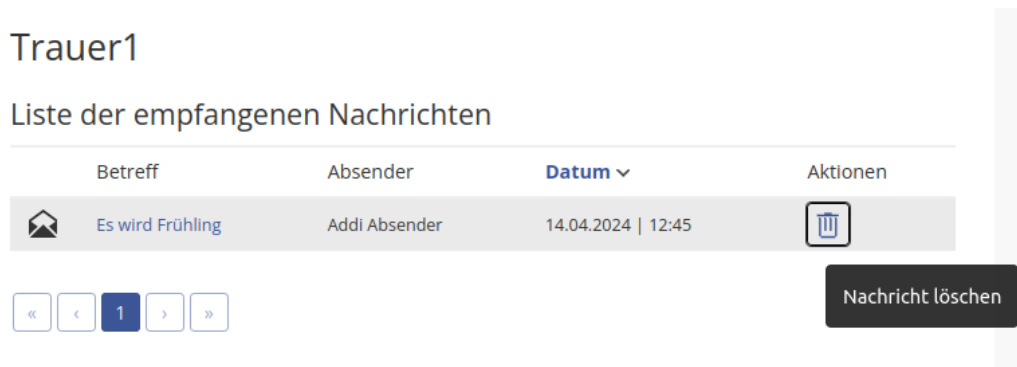 Trauer1
Liste der empfangenen Nachrichten
Betreff Absender Datum Aktionen
Es wird Frühling Addi Absender 14.04.2024 | 12:45
« ‹ 1 › »
Nachricht löschen